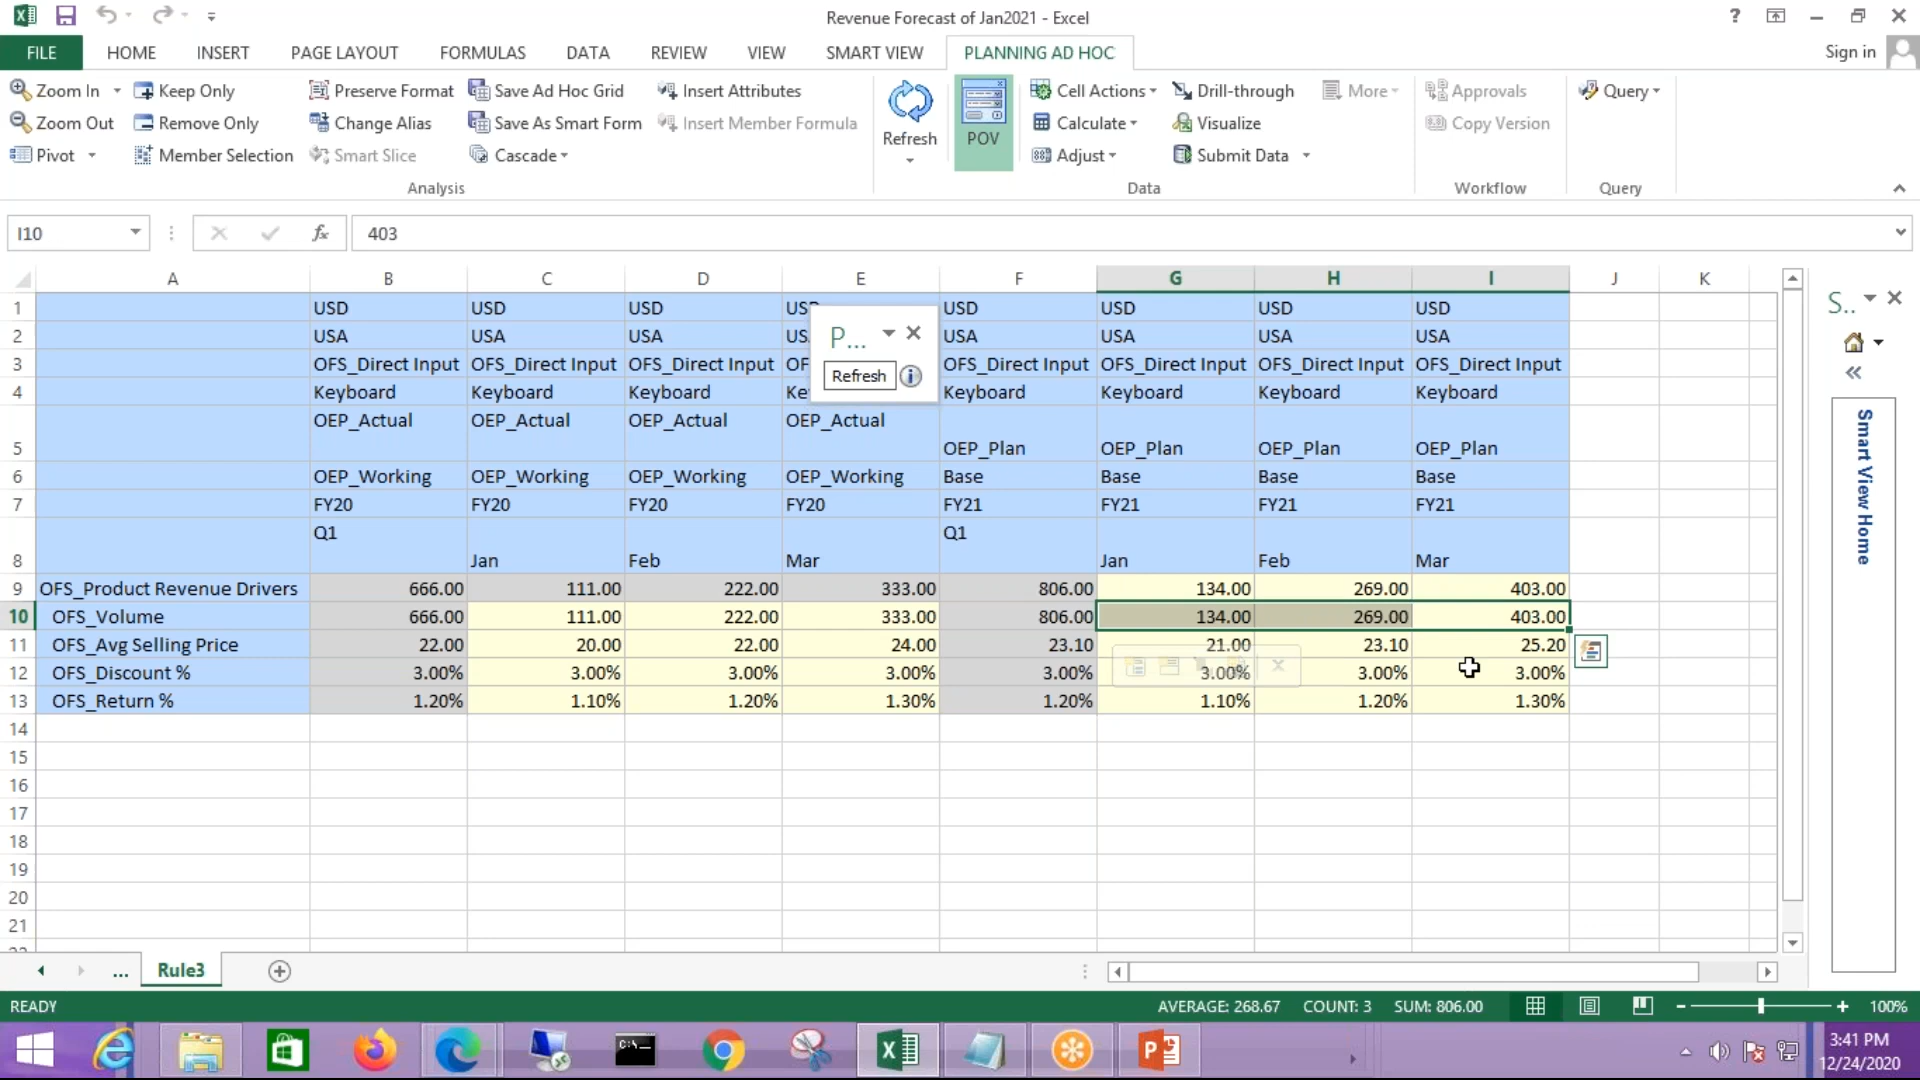 Revenue Forecast of Jan2021 - Excel
?
FILE HOME INSERT PAGE LAYOUT FORMULAS DATA REVIEW VIEW SMART VIEW PLANNING AD HOC Sign in
Zoom In Keep Only Preserve Format Save Ad Hoc Grid Insert Attributes Cell Actions Drill-through More Approvals Query
Zoom Out Remove Only Change Alias Save As Smart Form Insert Member Formula Refresh POV Calculate Visualize Copy Version
Pivot Member Selection Smart Slice Cascade Adjust Submit Data
Analysis Data Workflow Query
I10 fx 403
A B C D E F G H I J K
1 USD USD USD USD USD USD USD
2 USA USA USA US USA USA USA USA
3 OFS_Direct Input OFS_Direct Input OFS_Direct Input OF OFS_Direct Input OFS_Direct Input OFS_Direct Input OFS_Direct Input
4 Keyboard Keyboard Keyboard Ke Keyboard Keyboard Keyboard Keyboard
P...
Refresh
OEP_Actual OEP_Actual OEP_Actual OEP_Actual
5 OEP_Plan OEP_Plan OEP_Plan OEP_Plan
6 OEP_Working OEP_Working OEP_Working OEP_Working Base Base Base Base
7 FY20 FY20 FY20 FY20 FY21 FY21 FY21 FY21
Q1 Q1
8 Jan Feb Mar Jan Feb Mar
9 OFS_Product Revenue Drivers 666.00 111.00 222.00 333.00 806.00 134.00 269.00 403.00
10 OFS_Volume 666.00 111.00 222.00 333.00 806.00 134.00 269.00 403.00
11 OFS_Avg Selling Price 22.00 20.00 22.00 24.00 23.10 21.00 23.10 25.20
12 OFS_Discount % 3.00% 3.00% 3.00% 3.00% 3.00% 3.00% 3.00% 3.00%
13 OFS_Return % 1.20% 1.10% 1.20% 1.30% 1.20% 1.10% 1.20% 1.30%
14
15
16
17
18
19
20
21
S..
Smart View Home
... Rule3
READY AVERAGE: 268.67 COUNT: 3 SUM: 806.00 100%
3:41 PM
12/24/2020